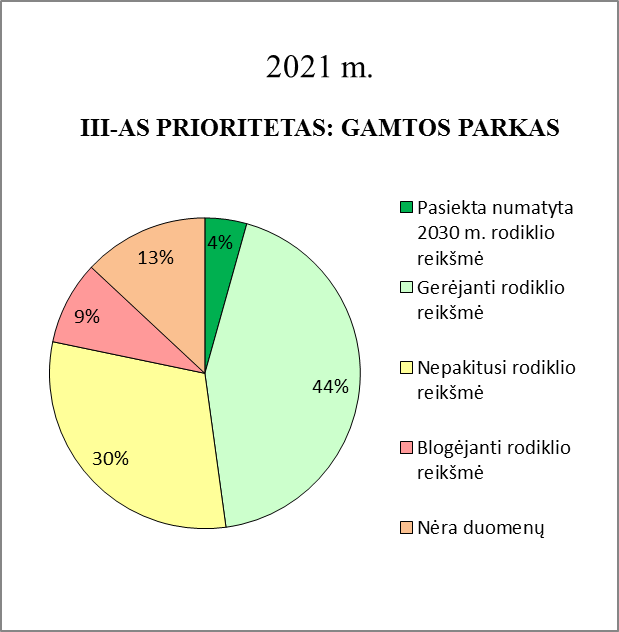 2021 m.
III-AS PRIORITETAS: GAMTOS PARKAS
4%
44%
30%
9%
13%
Pasiekta numatyta
2030 m. rodiklio
reikšmė
Gerėjanti rodiklio
reikšmė
Nepakitusi rodiklio
reikšmė
Blogėjanti rodiklio
reikšmė
Nėra duomenų